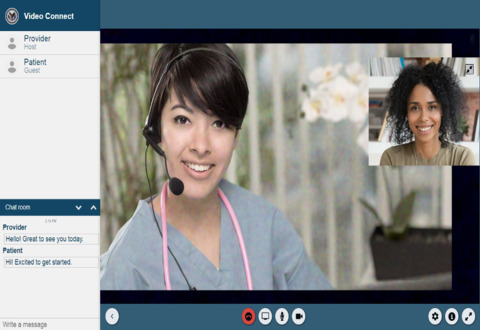 Video Connect
Provider
Host
Patient
Guest
Chat room
Provider
Hello! Great to see you today.
Patient
Hi! Excited to get started.
Write a message